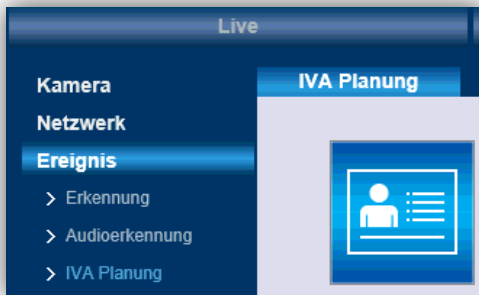 Live
Kamera
Netzwerk
Ereignis
Erkennung
Audioerkennung
IVA Planung
IVA Planung